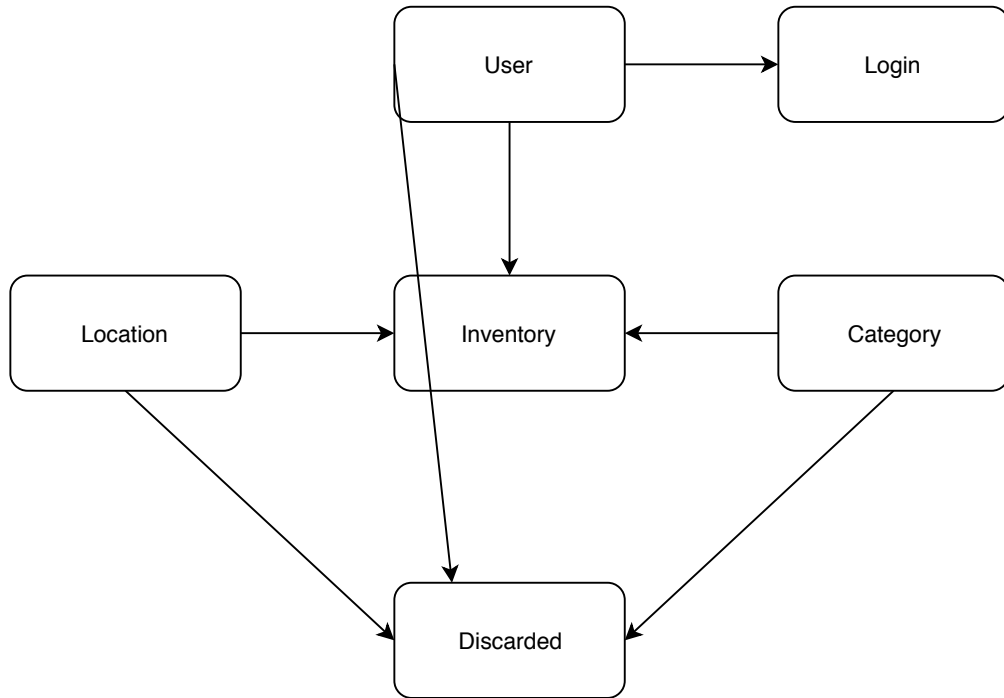 User
Login
Location
Inventory
Category
Discarded